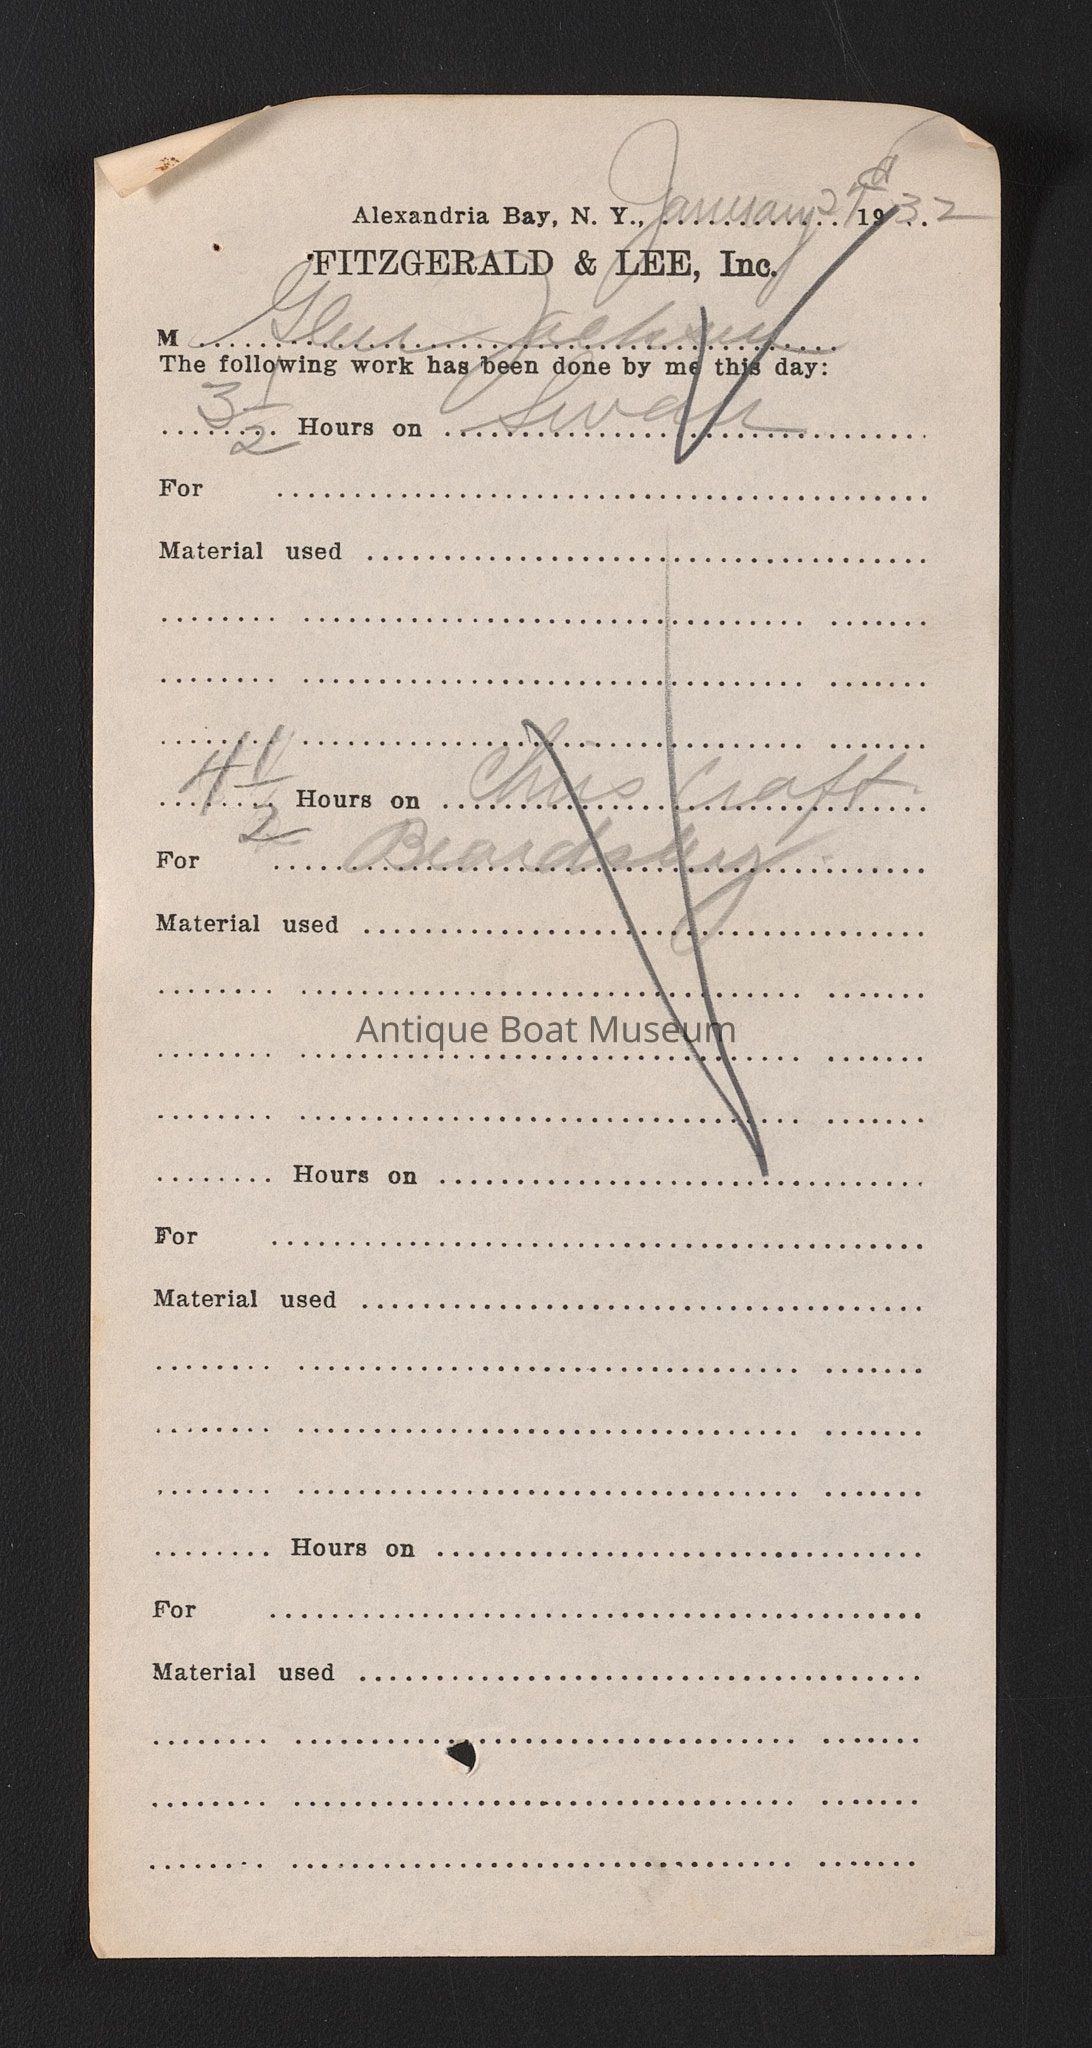 Alexandria Bay, N. Y., January 1932
FITZGERALD & LEE, Inc.
M Glen Jackson
The following work has been done by me this day:
3 1/2 Hours on Swan
For
Material used
4 1/2 Hours on Chris Craft
For Beardsley
Material used
Antique Boat Museum
Hours on
For
Material used
Hours on
For
Material used